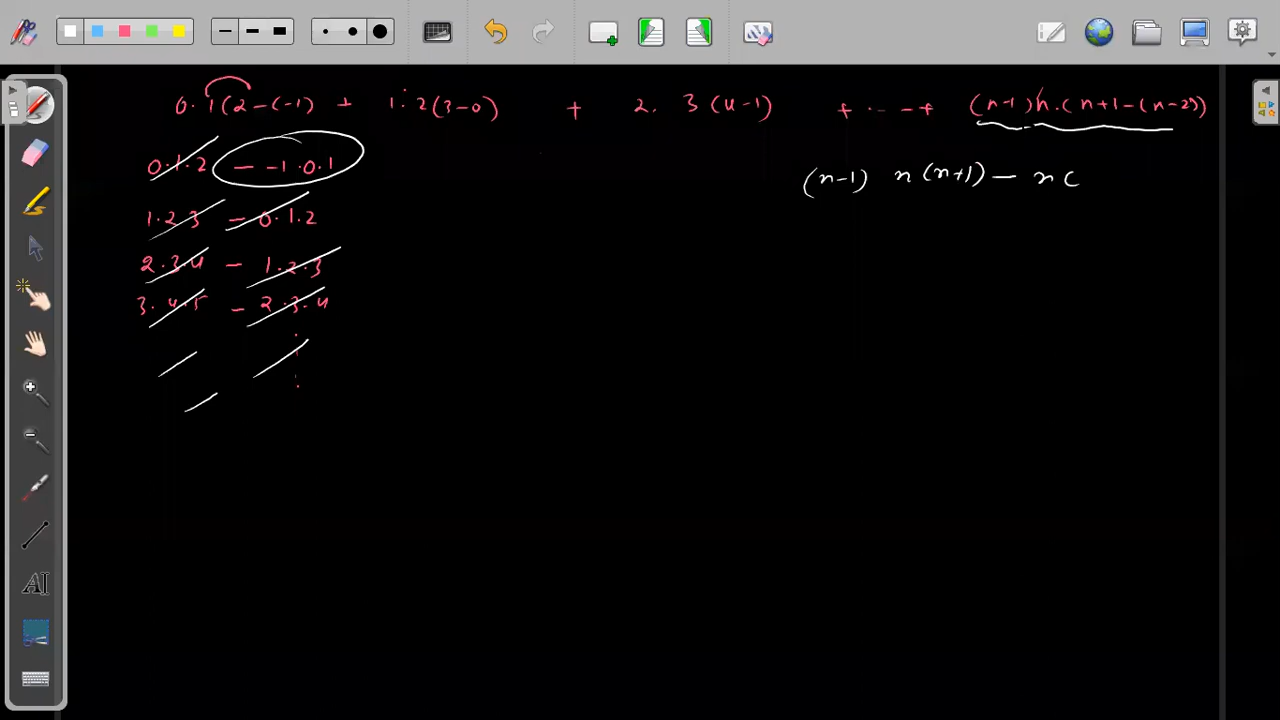 0.1(2-(-1) + 1.2(3-0) + 2. 3(4-1) + ... + (n-1)n.(n+1-(n-2))
0.1.2 - -1.0.1
(n-1) n(n+1) - n(
1.2.3 - 0.1.2
2.3.4 - 1.2.3
3.4.5 - 2.3.4
AI